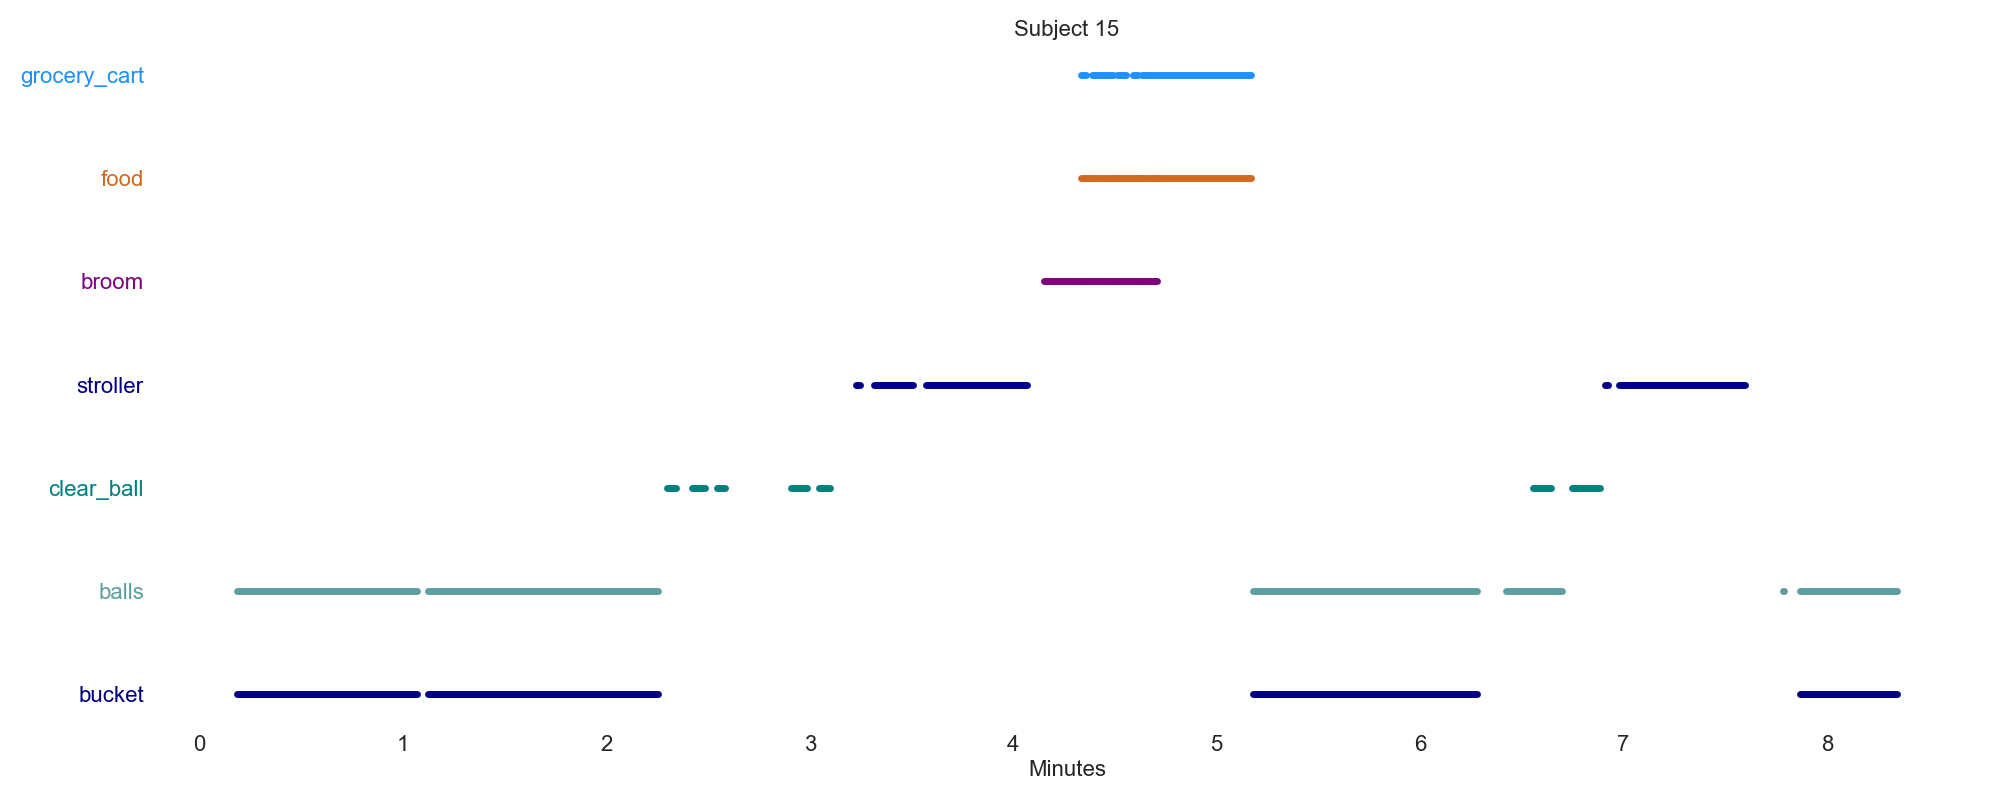 Subject 15
grocery_cart
food
broom
stroller
clear_ball
balls
bucket
0 1 2 3 4 5 6 7 8
Minutes